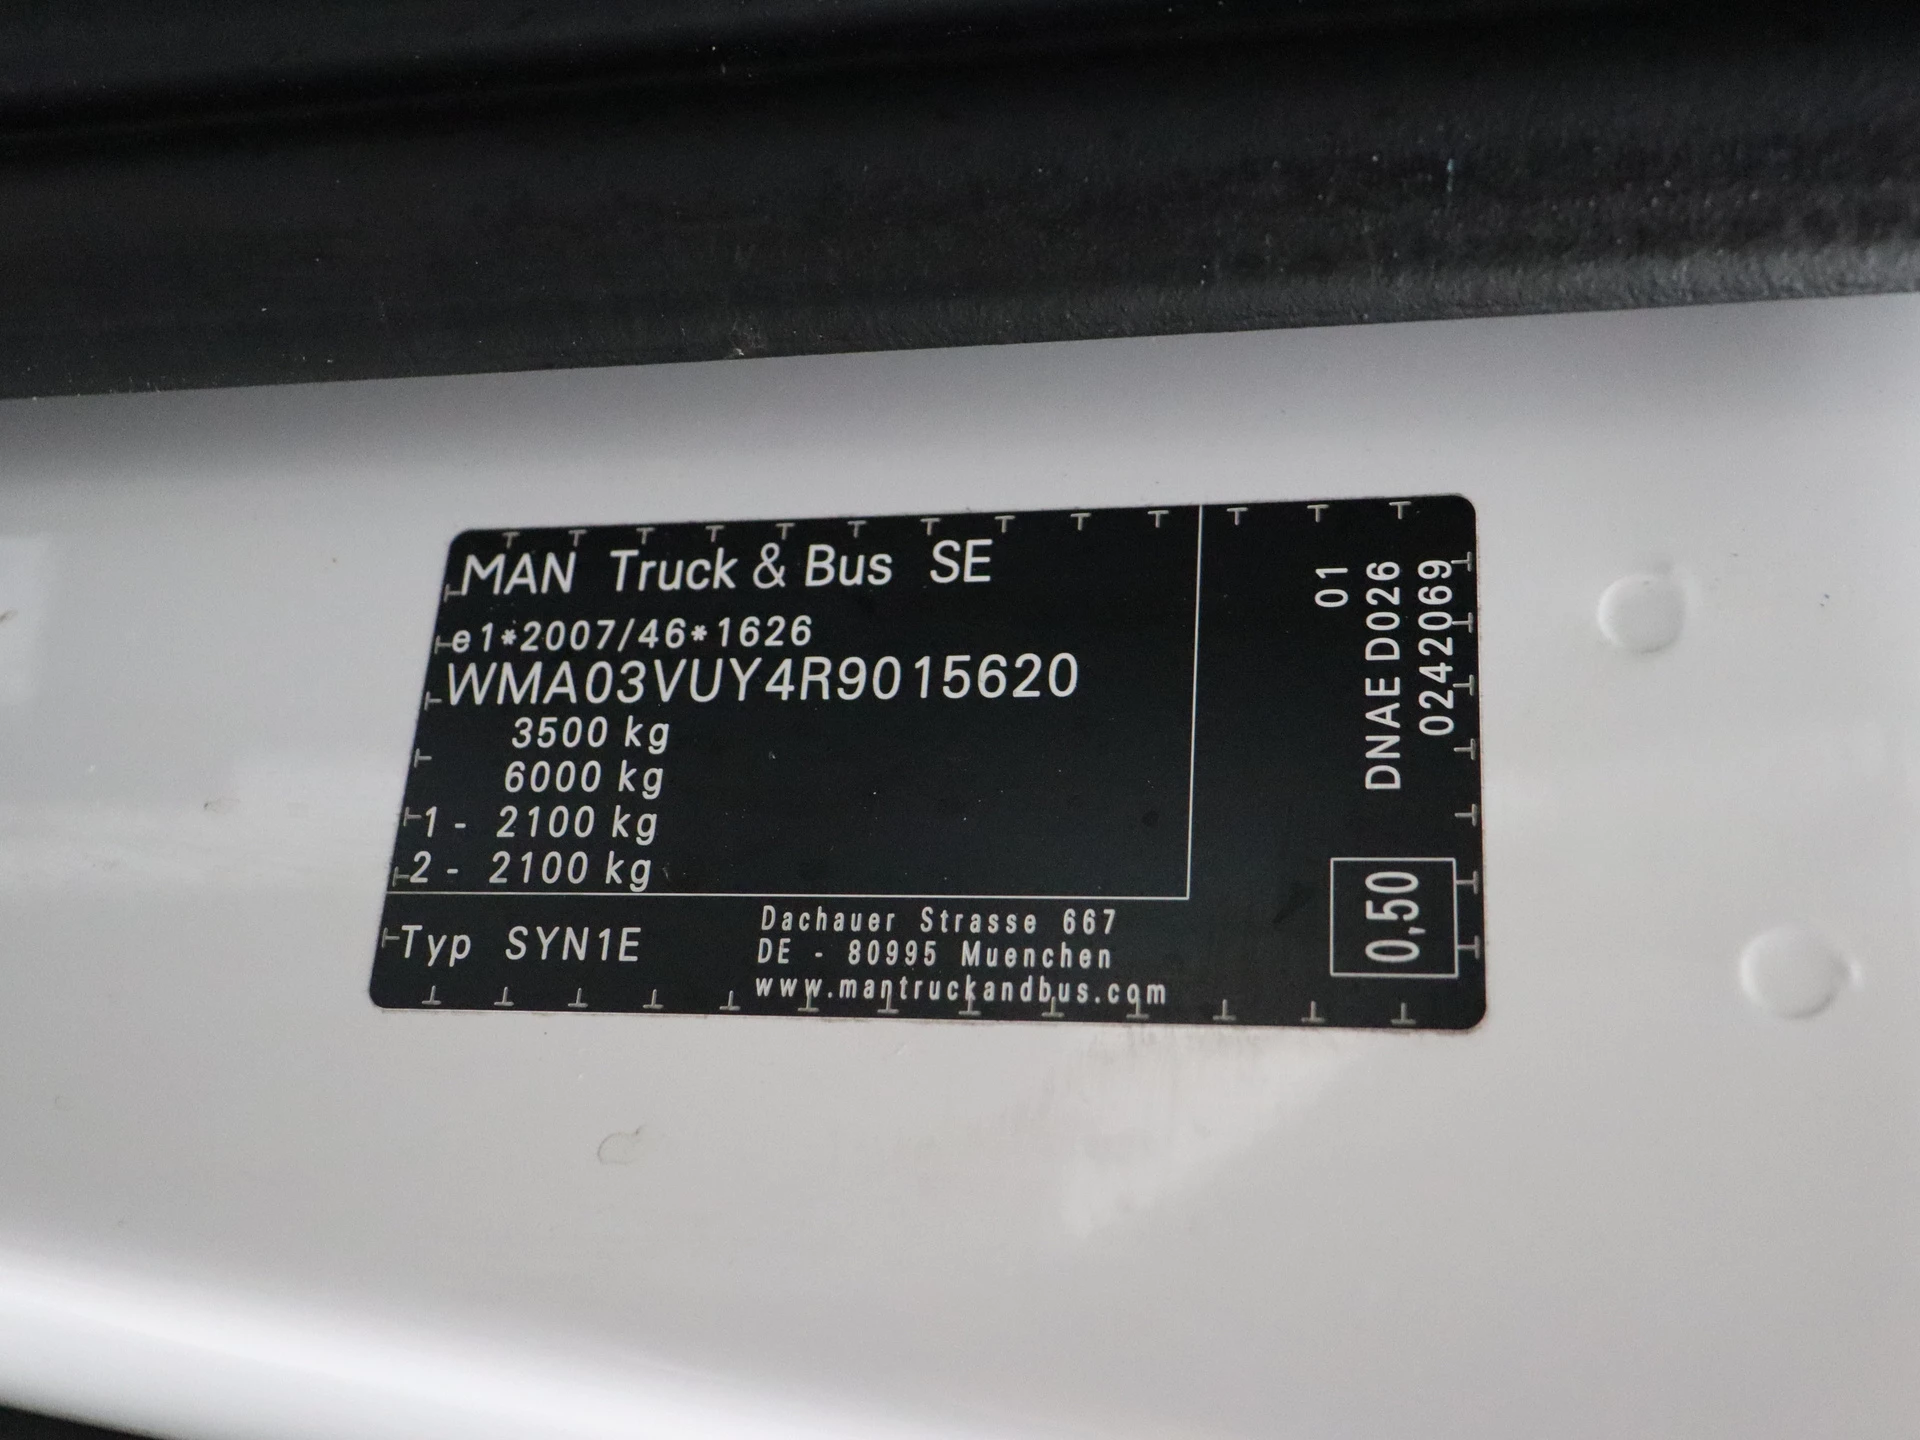 MAN Truck & Bus SE
e1*2007/46*1626
WMA03VUY4R9015620
3500 kg
6000 kg
1 - 2100 kg
2 - 2100 kg
Typ SYN1E
Dachauer Strasse 667
DE - 80995 Muenchen
www.mantruckandbus.com
01
DNAE D026
0242069
0,50